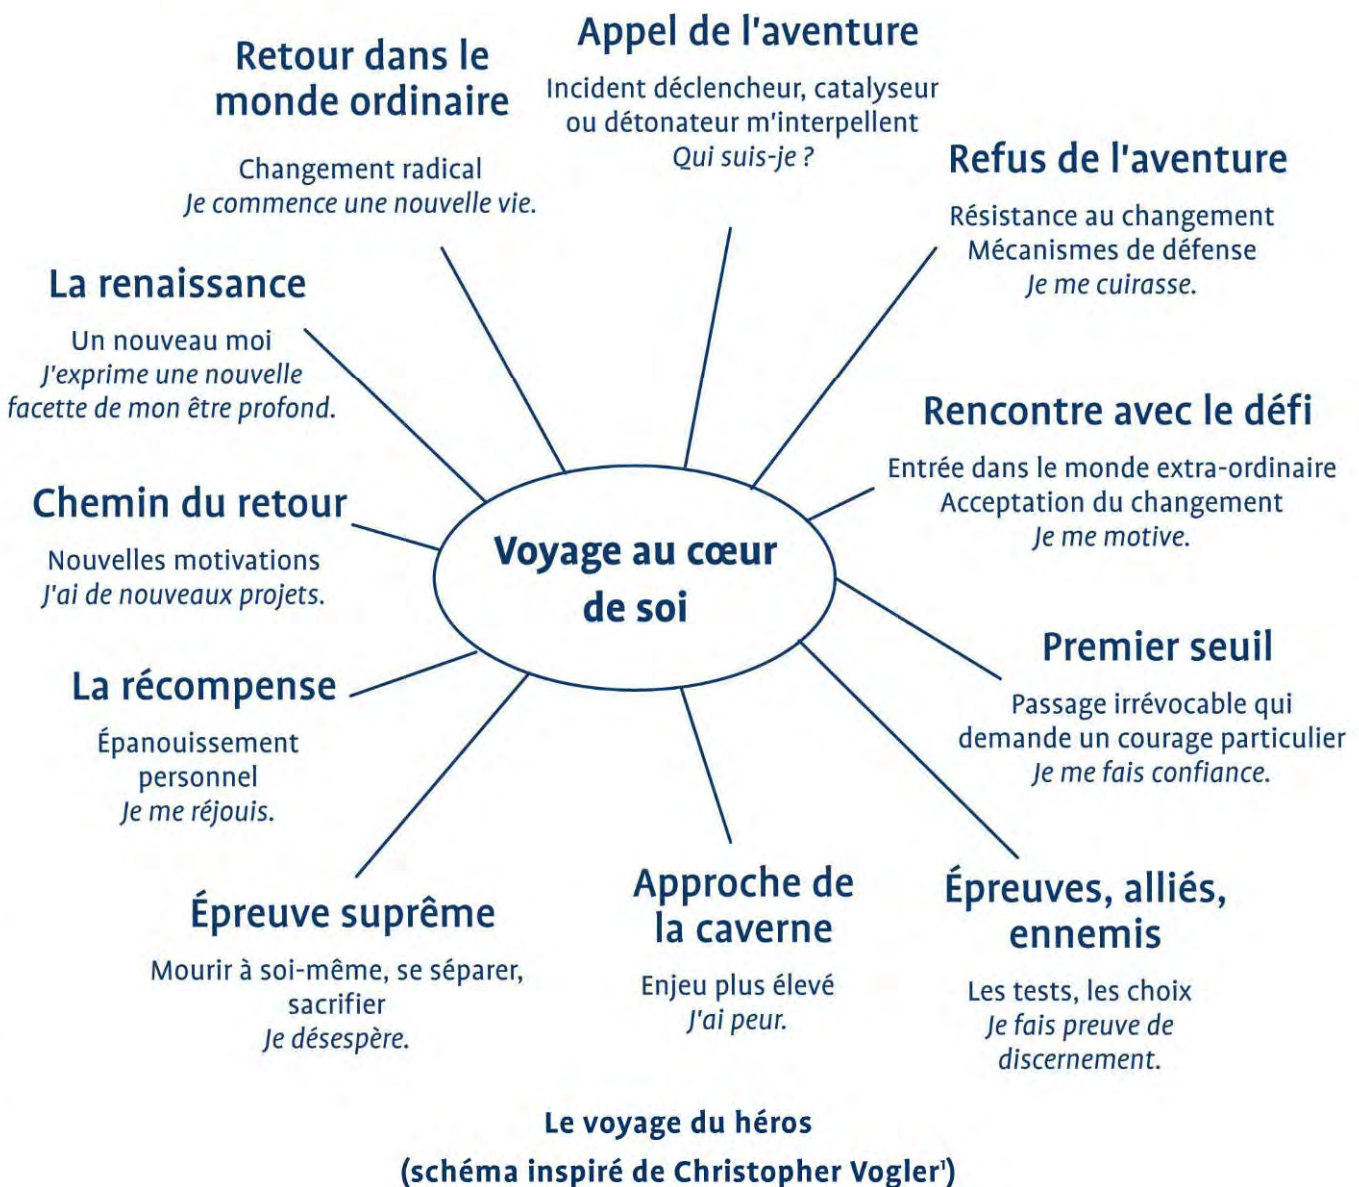 Appel de l'aventure
Incident déclencheur, catalyseur
ou détonateur m'interpellent
Qui suis-je ?
Refus de l'aventure
Résistance au changement
Mécanismes de défense
Je me cuirasse.
Rencontre avec le défi
Entrée dans le monde extra-ordinaire
Acceptation du changement
Je me motive.
Premier seuil
Passage irrévocable qui
demande un courage particulier
Je me fais confiance.
Épreuves, alliés,
ennemis
Les tests, les choix
Je fais preuve de
discernement.
Approche de
la caverne
Enjeu plus élevé
J'ai peur.
Épreuve suprême
Mourir à soi-même, se séparer,
sacrifier
Je désespère.
La récompense
Épanouissement
personnel
Je me réjouis.
Chemin du retour
Nouvelles motivations
J'ai de nouveaux projets.
La renaissance
Un nouveau moi
J'exprime une nouvelle
facette de mon être profond.
Retour dans le
monde ordinaire
Changement radical
Je commence une nouvelle vie.
Voyage au cœur
de soi
Le voyage du héros
(schéma inspiré de Christopher Vogler¹)